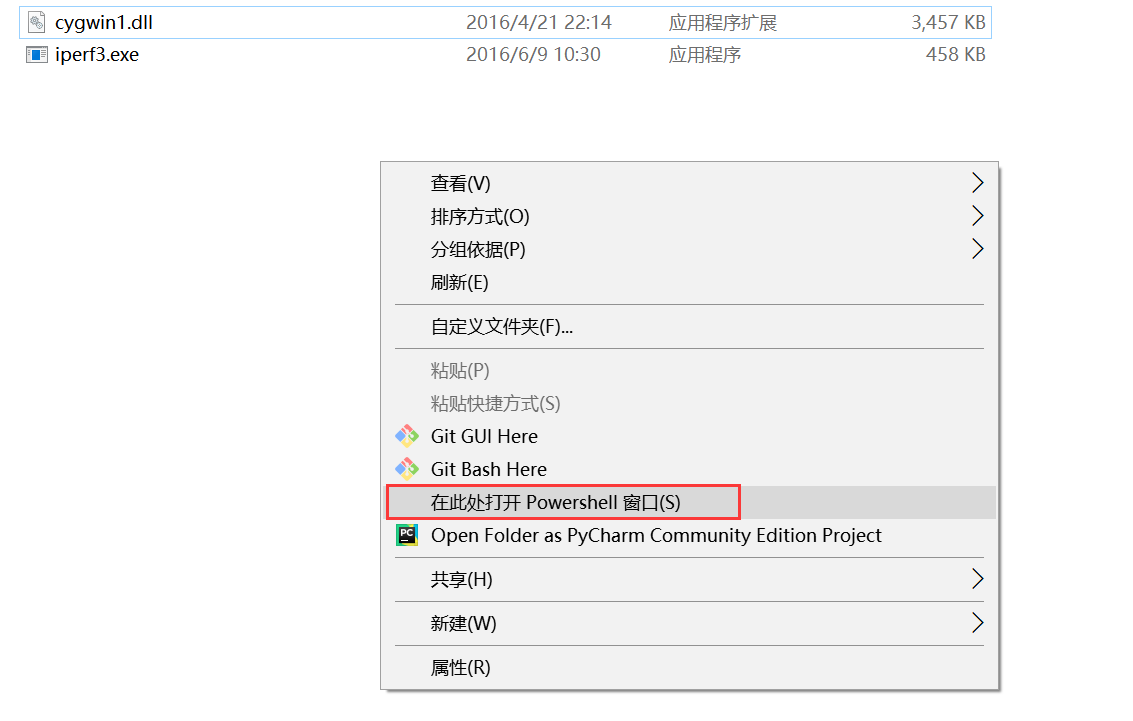 cygwin1.dll 2016/4/21 22:14 应用程序扩展 3,457 KB
iperf3.exe 2016/6/9 10:30 应用程序 458 KB
查看(V)
排序方式(O)
分组依据(P)
刷新(E)
自定义文件夹(F)...
粘贴(P)
粘贴快捷方式(S)
Git GUI Here
Git Bash Here
在此处打开 Powershell 窗口(S)
PC Open Folder as PyCharm Community Edition Project
共享(H)
新建(W)
属性(R)